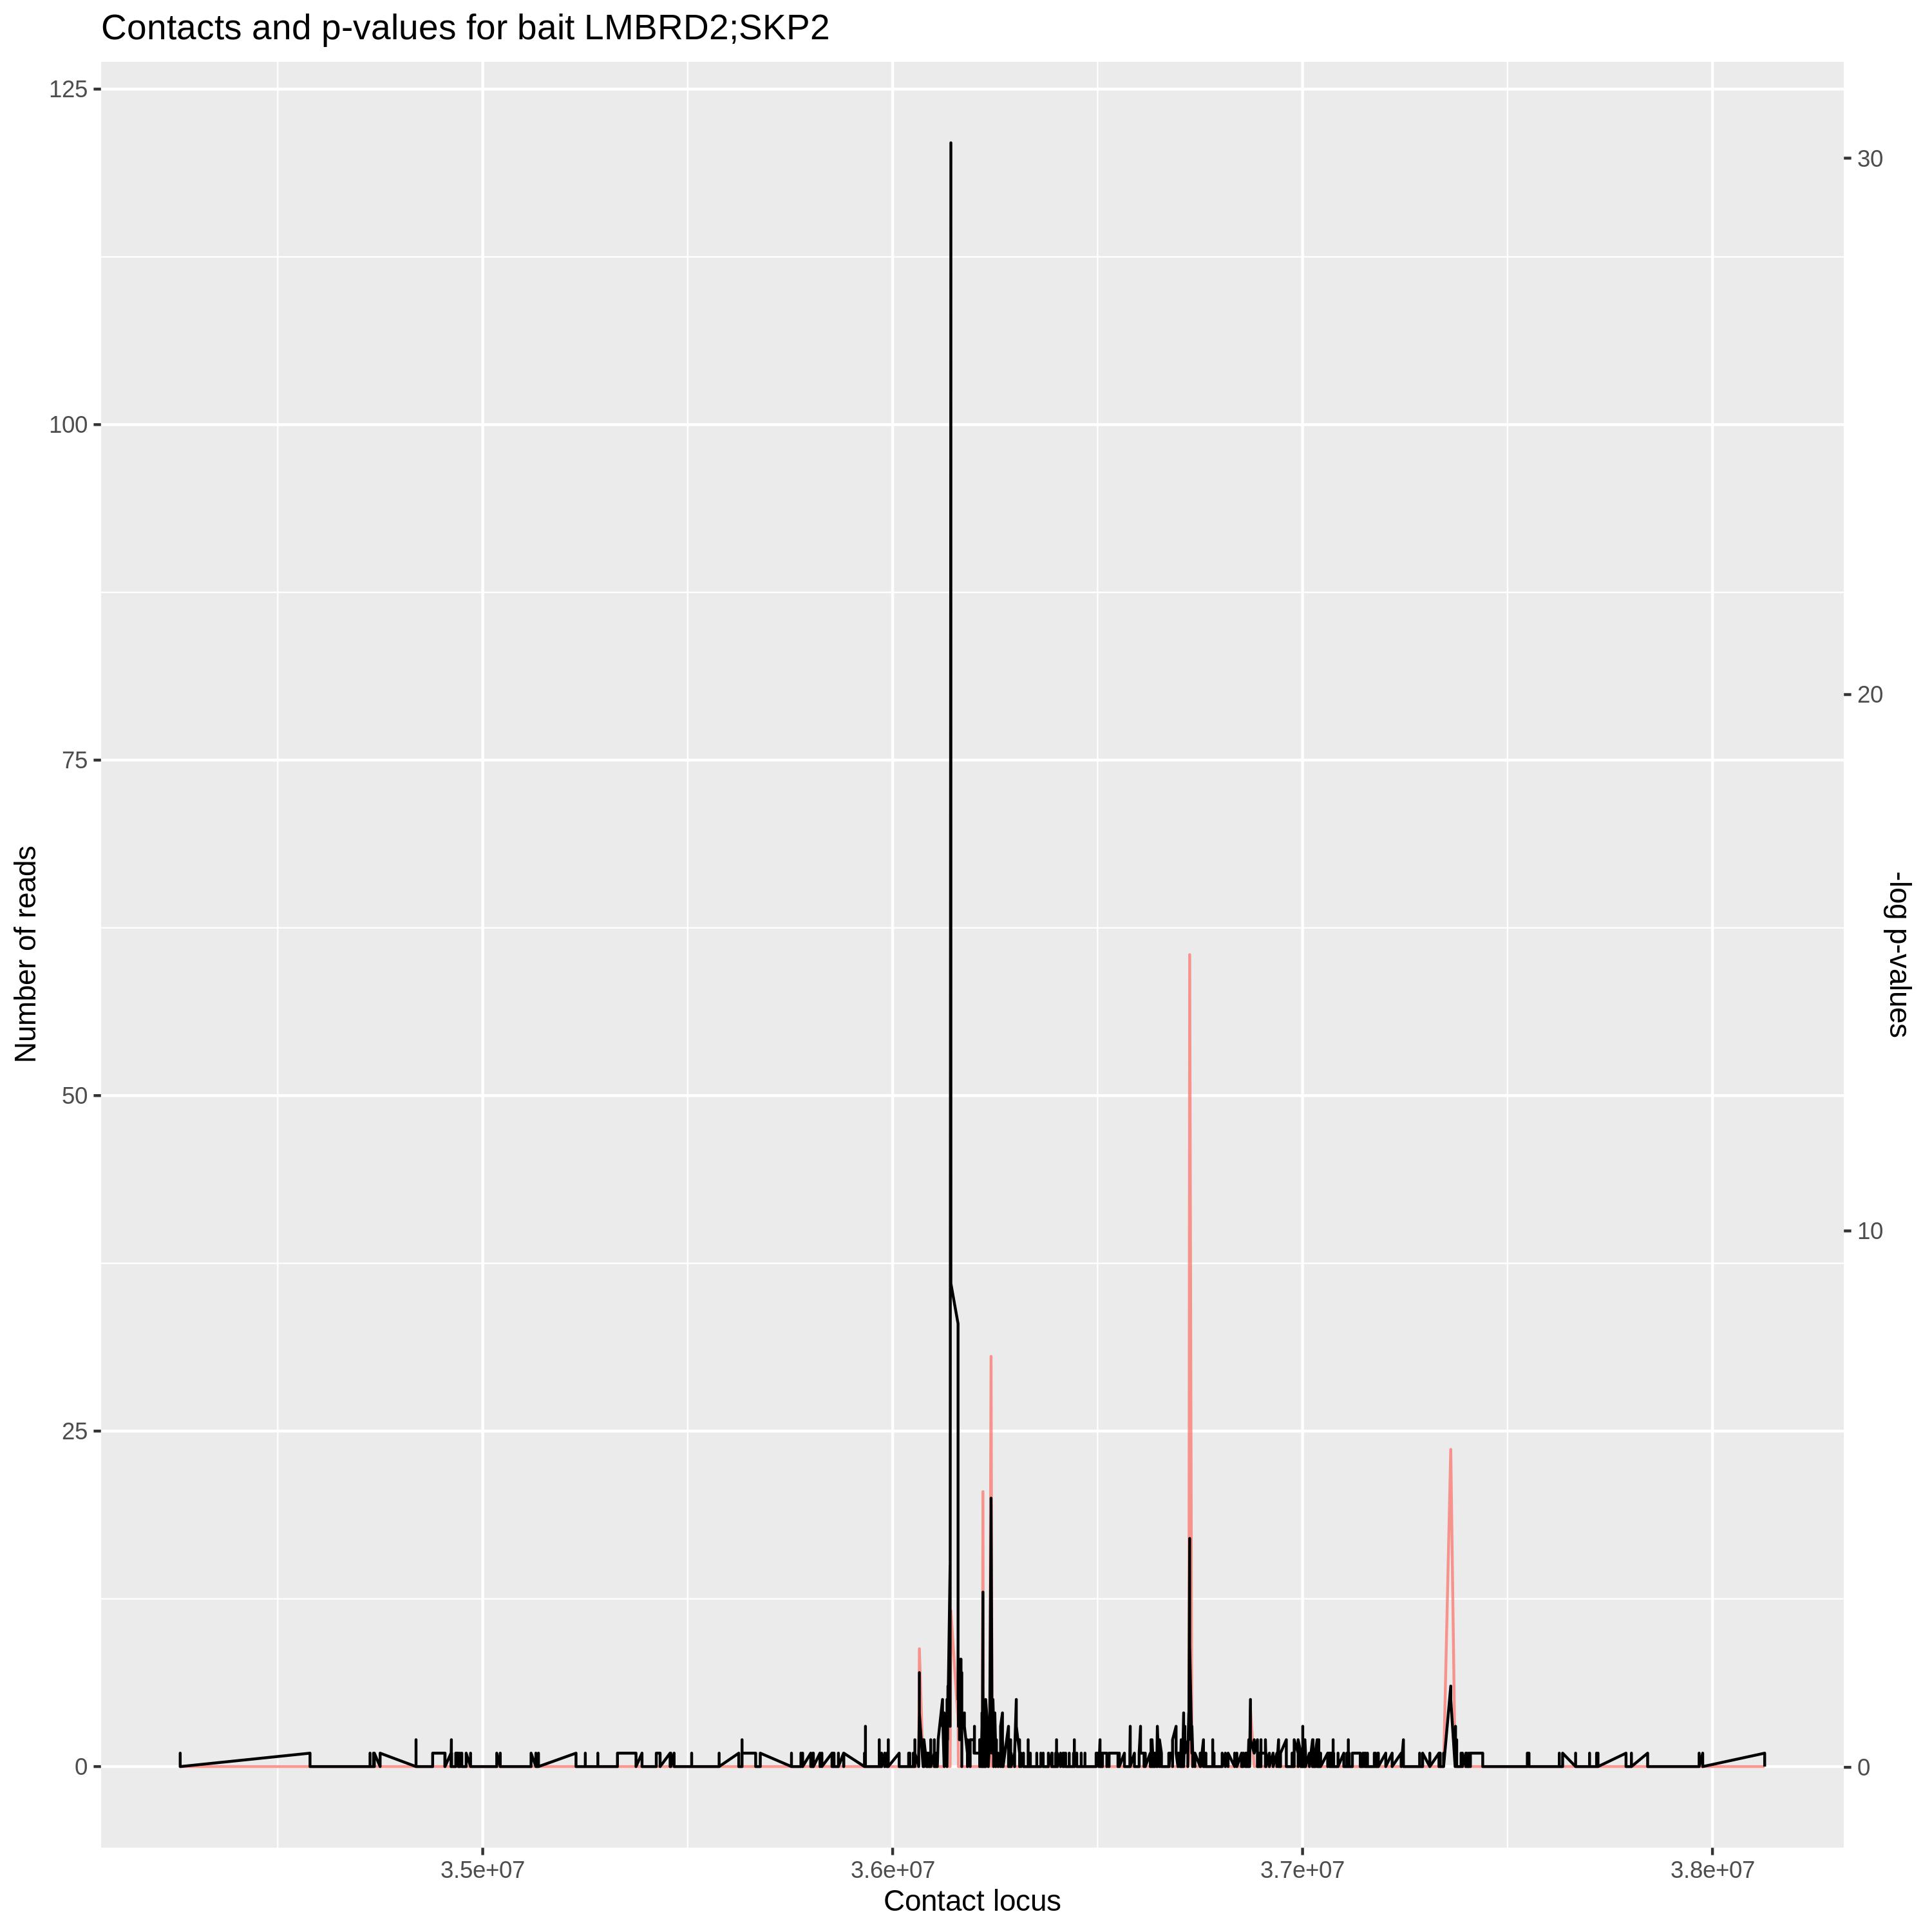 Contacts and p-values for bait LMBRD2;SKP2
125
100
75
50
25
0
Number of reads
30
20
10
0
-log p-values
3.5e+07
3.6e+07
3.7e+07
3.8e+07
Contact locus